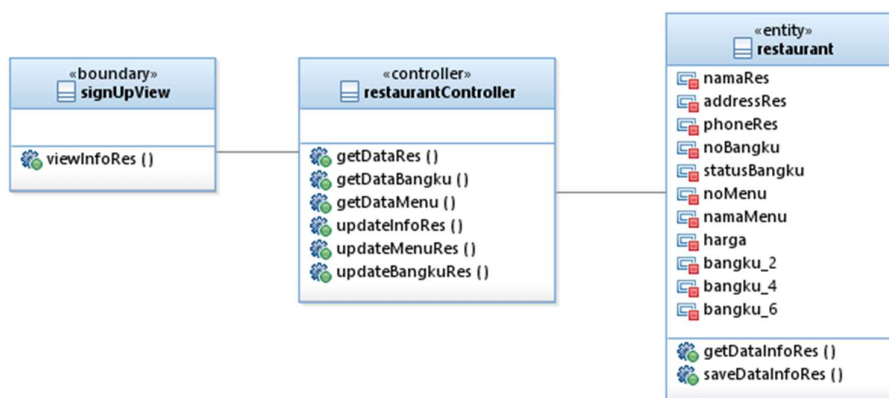 «boundary»
signUpView
viewInfoRes ()
«controller»
restaurantController
getDataRes ()
getDataBangku ()
getDataMenu ()
updateInfoRes ()
updateMenuRes ()
updateBangkuRes ()
«entity»
restaurant
namaRes
addressRes
phoneRes
noBangku
statusBangku
noMenu
namaMenu
harga
bangku_2
bangku_4
bangku_6
getDataInfoRes ()
saveDataInfoRes ()